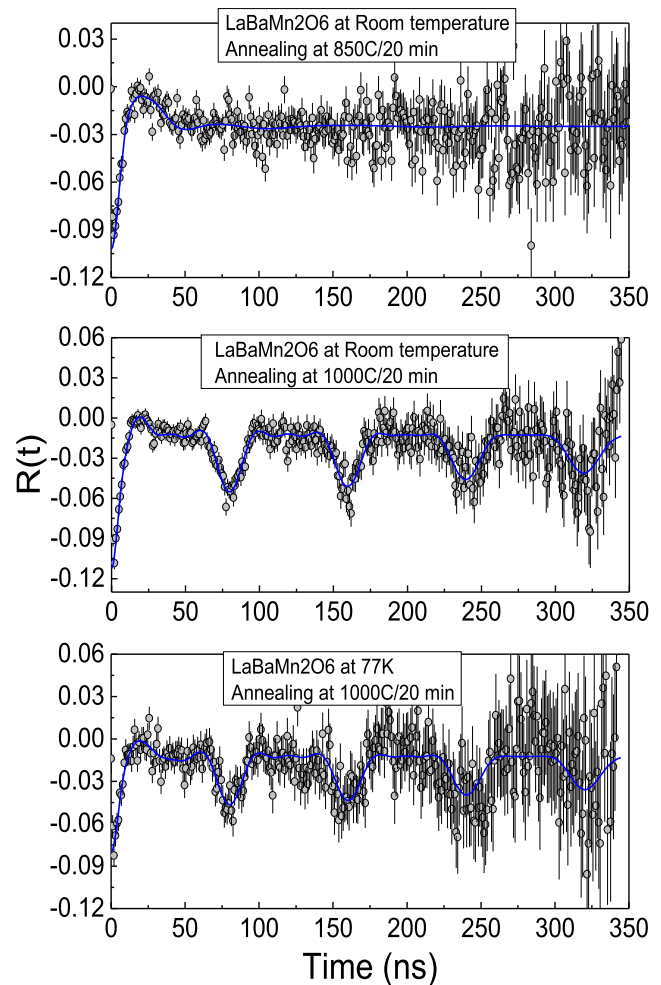 LaBaMn2O6 at Room temperature
Annealing at 850C/20 min
0.03
0.00
-0.03
-0.06
-0.09
-0.12
0 50 100 150 200 250 300 350
0.06
LaBaMn2O6 at Room temperature
Annealing at 1000C/20 min
0.03
0.00
-0.03
-0.06
-0.09
-0.12
R(t)
0 50 100 150 200 250 300 350
0.06
LaBaMn2O6 at 77K
Annealing at 1000C/20 min
0.03
0.00
-0.03
-0.06
-0.09
-0.12
0 50 100 150 200 250 300 350
Time (ns)